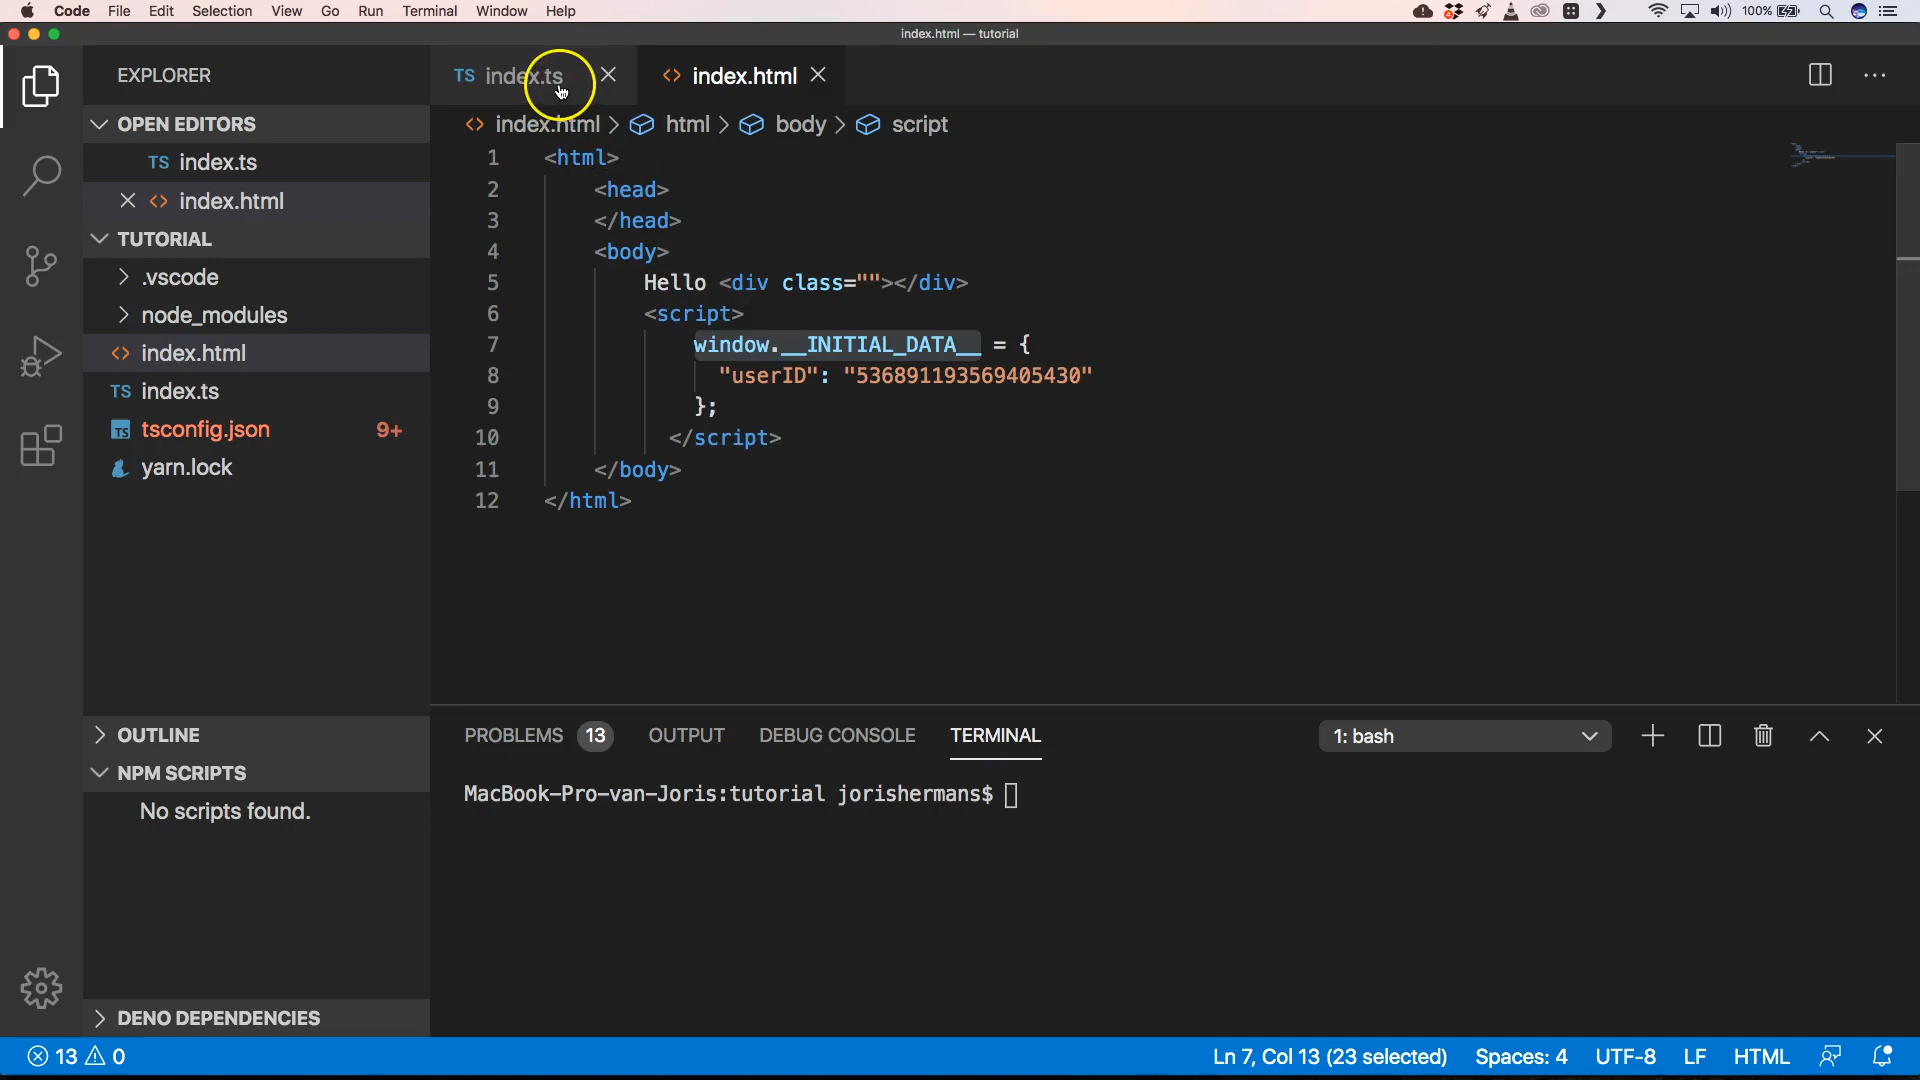 Code File Edit Selection View Go Run Terminal Window Help 100%
index.html — tutorial
EXPLORER
TS index.ts
index.html
OPEN EDITORS
index.html > html > body > script
TS index.ts
index.html
TUTORIAL
.vscode
node_modules
index.html
TS index.ts
TS tsconfig.json 9+
yarn.lock
1 <html>
2 <head>
3 </head>
4 <body>
5 Hello <div class=""></div>
6 <script>
7 window.__INITIAL_DATA__ = {
8 "userID": "536891193569405430"
9 };
10 </script>
11 </body>
12 </html>
OUTLINE
NPM SCRIPTS
No scripts found.
DENO DEPENDENCIES
PROBLEMS 13 OUTPUT DEBUG CONSOLE TERMINAL 1: bash
MacBook-Pro-van-Joris:tutorial jorishermans$
13 0 Ln 7, Col 13 (23 selected) Spaces: 4 UTF-8 LF HTML